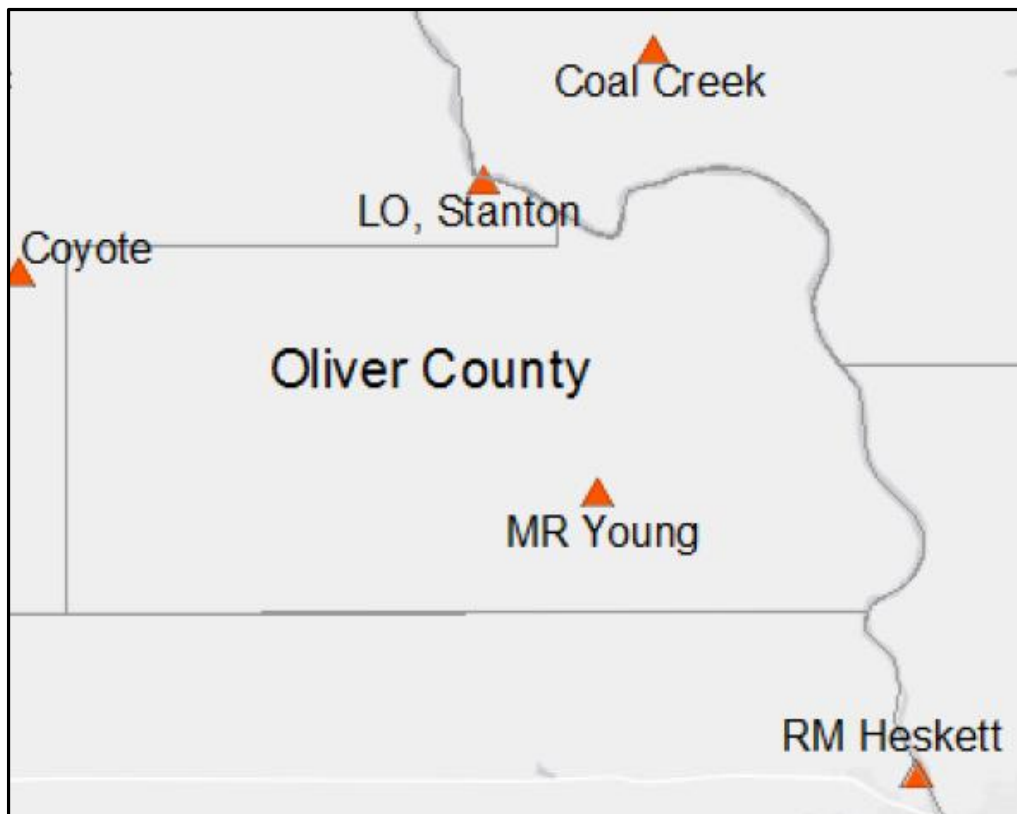 Coal Creek
LO, Stanton
Coyote
Oliver County
MR Young
RM Heskett